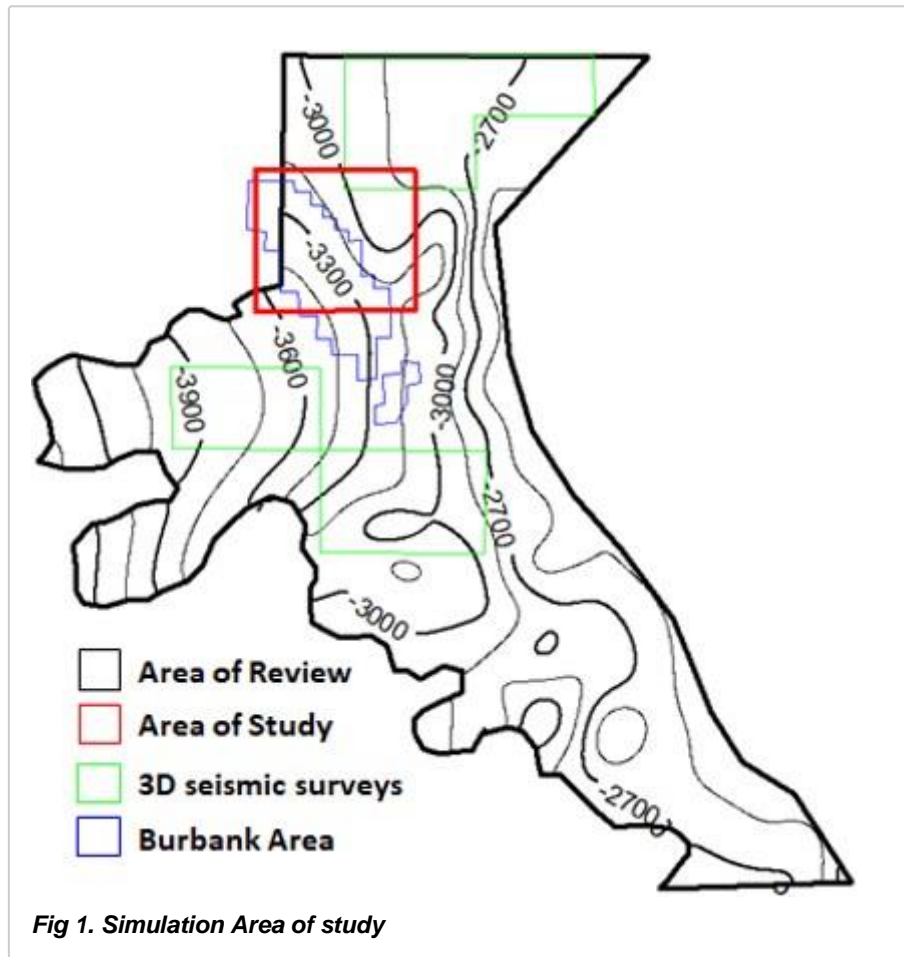 -3000
-2700
-3300
-3600
-3900
-3000
-2700
-3000
-2700
Area of Review
Area of Study
3D seismic surveys
Burbank Area
Fig 1. Simulation Area of study